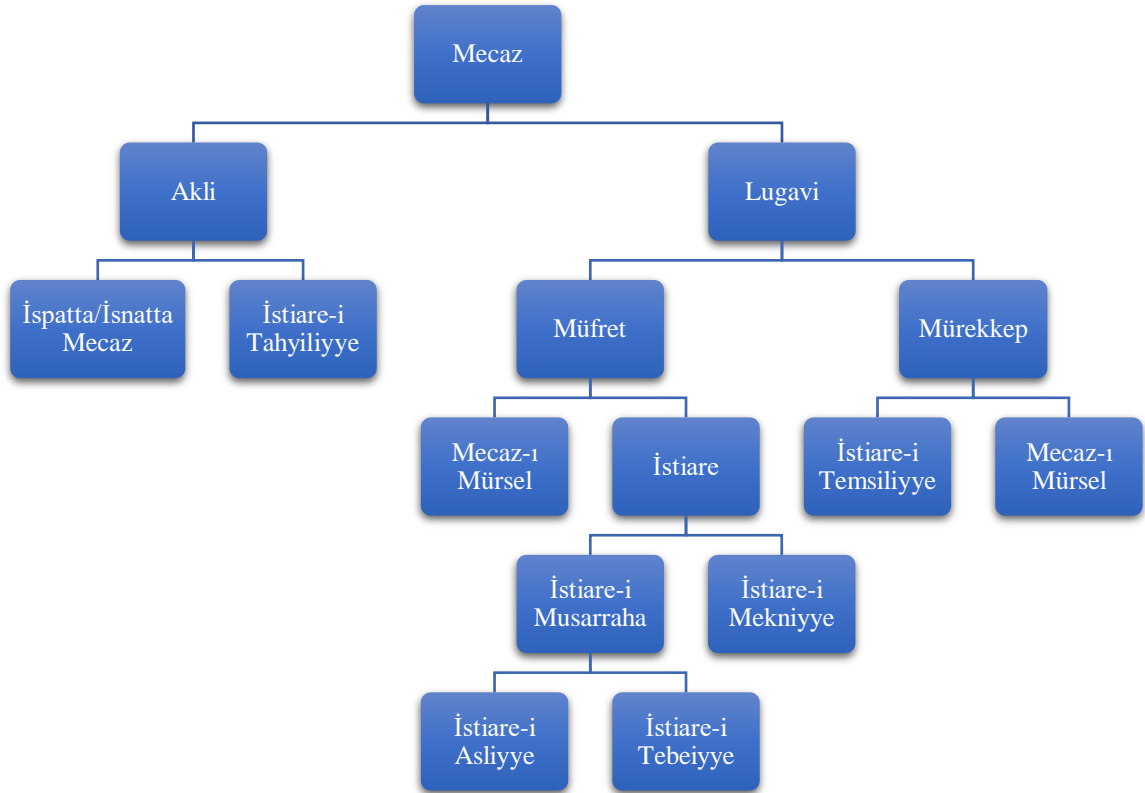 Mecaz
Akli
Lugavi
İspatta/İsnatta
Mecaz
İstiare-i
Tahyiliyye
Müfret
Mürekkep
Mecaz-ı
Mürsel
İstiare
İstiare-i
Temsiliyye
Mecaz-ı
Mürsel
İstiare-i
Musarraha
İstiare-i
Mekniyye
İstiare-i
Asliyye
İstiare-i
Tebeiyye